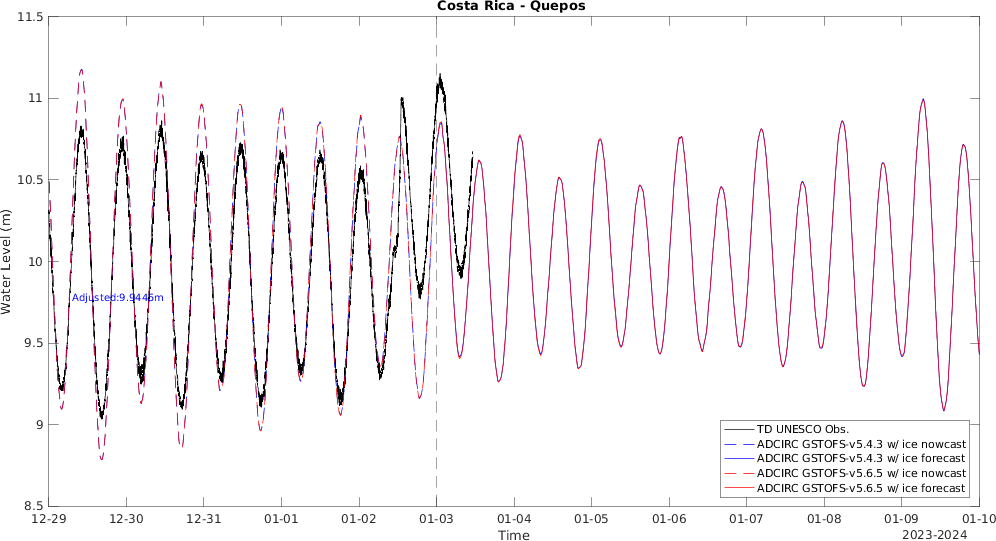 Costa Rica - Quepos
11.5
11
10.5
10
9.5
9
8.5
Water Level (m)
Adjusted:9.9446m
TD UNESCO Obs.
ADCIRC GSTOFS-v5.4.3 w/ ice nowcast
ADCIRC GSTOFS-v5.4.3 w/ ice forecast
ADCIRC GSTOFS-v5.6.5 w/ ice nowcast
ADCIRC GSTOFS-v5.6.5 w/ ice forecast
12-29 12-30 12-31 01-01 01-02 01-03 01-04 01-05 01-06 01-07 01-08 01-09 01-10
Time
2023-2024